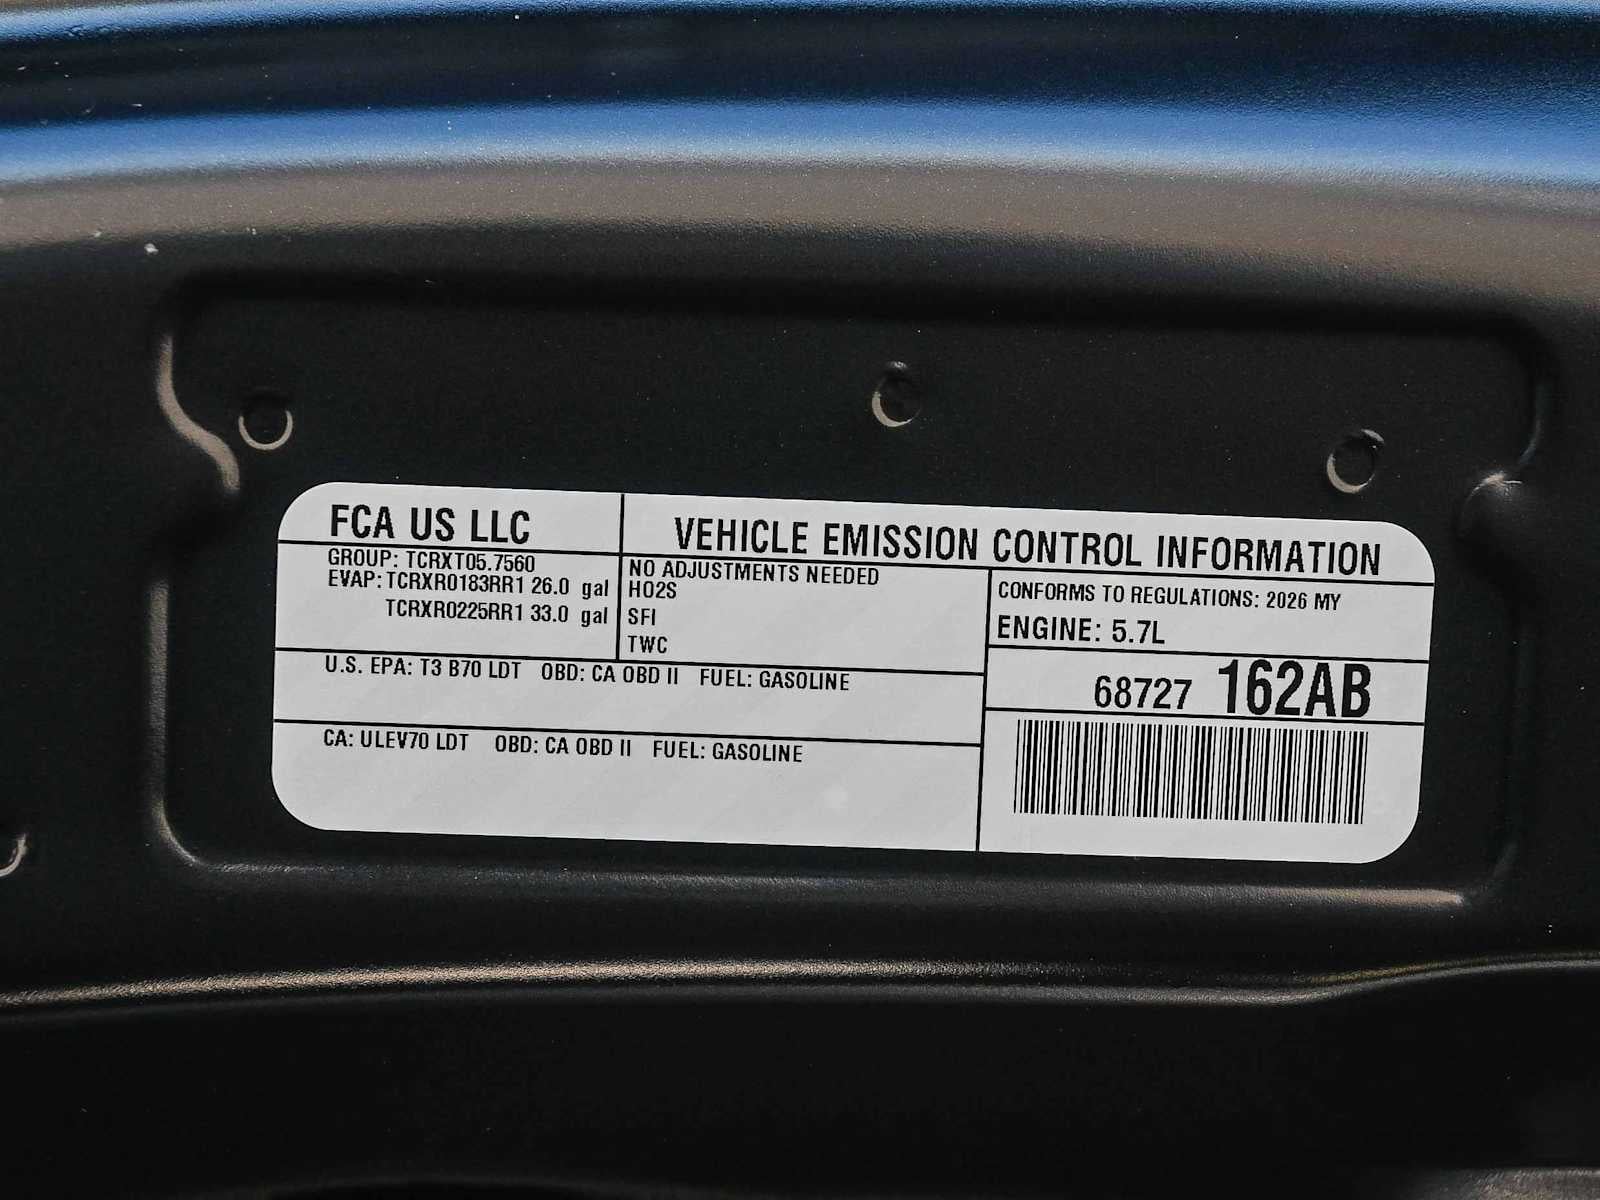 FCA US LLC
VEHICLE EMISSION CONTROL INFORMATION
GROUP: TCRXT05.7560
EVAP: TCRXR0183RR1 26.0 gal
TCRXR0225RR1 33.0 gal
NO ADJUSTMENTS NEEDED
HO2S
SFI
TWC
CONFORMS TO REGULATIONS: 2026 MY
ENGINE: 5.7L
U.S. EPA: T3 B70 LDT OBD: CA OBD II FUEL: GASOLINE
68727 162AB
CA: ULEV70 LDT OBD: CA OBD II FUEL: GASOLINE